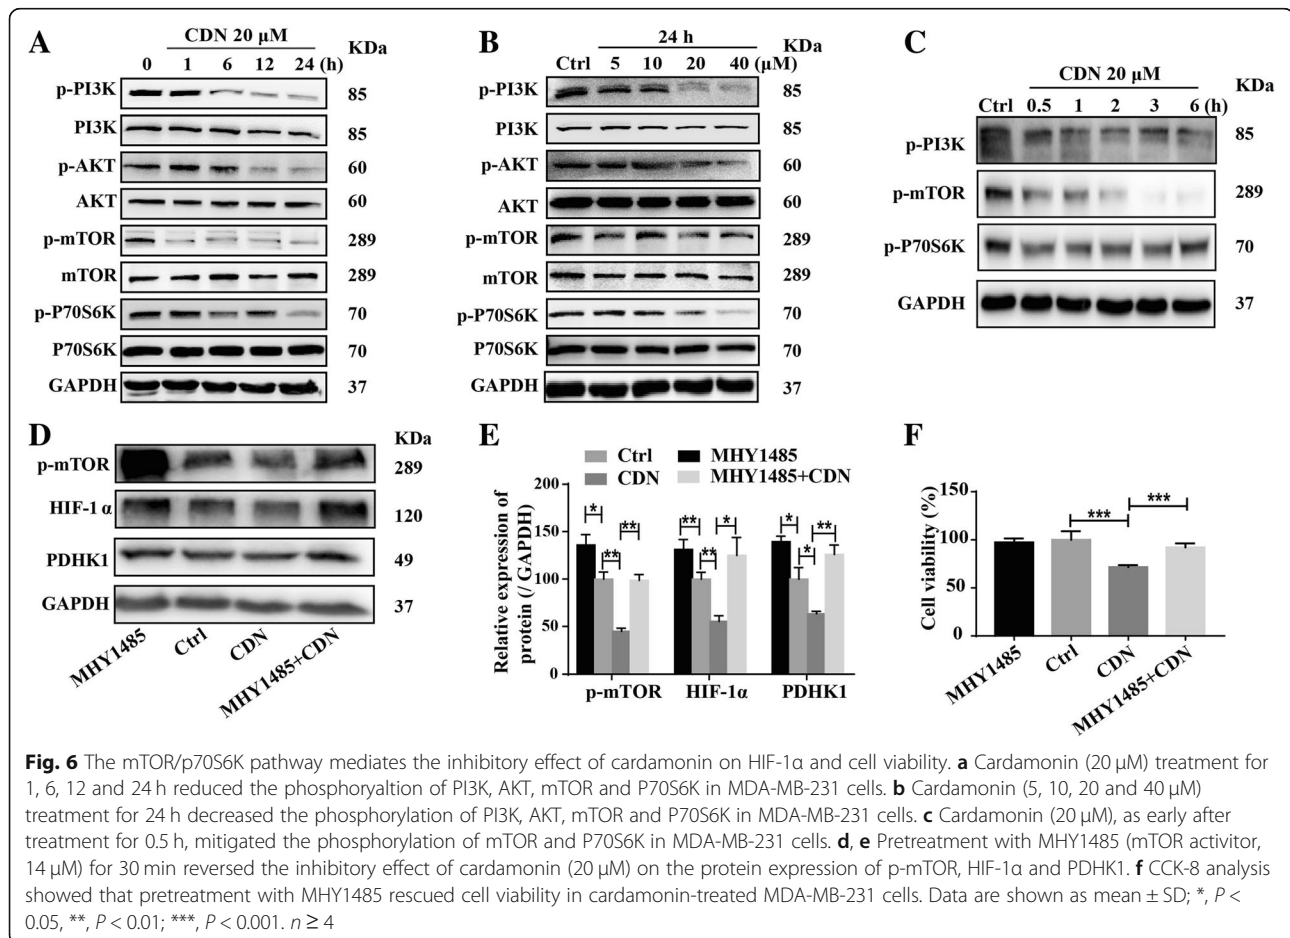 A
CDN 20 μM
KDa
0 1 6 12 24 (h)
p-PI3K 85
PI3K 85
p-AKT 60
AKT 60
p-mTOR 289
mTOR 289
p-P70S6K 70
P70S6K 70
GAPDH 37
B
24 h
KDa
Ctrl 5 10 20 40 (μM)
p-PI3K 85
PI3K 85
p-AKT 60
AKT 60
p-mTOR 289
mTOR 289
p-P70S6K 70
P70S6K 70
GAPDH 37
C
CDN 20 μM
KDa
Ctrl 0.5 1 2 3 6 (h)
p-PI3K 85
p-mTOR 289
p-P70S6K 70
GAPDH 37
D
KDa
p-mTOR 289
HIF-1 α 120
PDHK1 49
GAPDH 37
MHY1485 Ctrl CDN MHY1485+CDN
E
Ctrl MHY1485
CDN MHY1485+CDN
Relative expression of
protein (/ GAPDH)
200
150
100
50
0
* ** ** ** ** * * * **
p-mTOR HIF-1α PDHK1
F
Cell viability (%)
150
100
50
0
*** ***
MHY1485 Ctrl CDN MHY1485+CDN
Fig. 6 The mTOR/p70S6K pathway mediates the inhibitory effect of cardamonin on HIF-1α and cell viability. a Cardamonin (20 μM) treatment for
1, 6, 12 and 24 h reduced the phosphoryaltion of PI3K, AKT, mTOR and P70S6K in MDA-MB-231 cells. b Cardamonin (5, 10, 20 and 40 μM)
treatment for 24 h decreased the phosphorylation of PI3K, AKT, mTOR and P70S6K in MDA-MB-231 cells. c Cardamonin (20 μM), as early after
treatment for 0.5 h, mitigated the phosphorylation of mTOR and P70S6K in MDA-MB-231 cells. d, e Pretreatment with MHY1485 (mTOR activitor,
14 μM) for 30 min reversed the inhibitory effect of cardamonin (20 μM) on the protein expression of p-mTOR, HIF-1α and PDHK1. f CCK-8 analysis
showed that pretreatment with MHY1485 rescued cell viability in cardamonin-treated MDA-MB-231 cells. Data are shown as mean ± SD; *, P <
0.05, **, P < 0.01; ***, P < 0.001. n ≥ 4